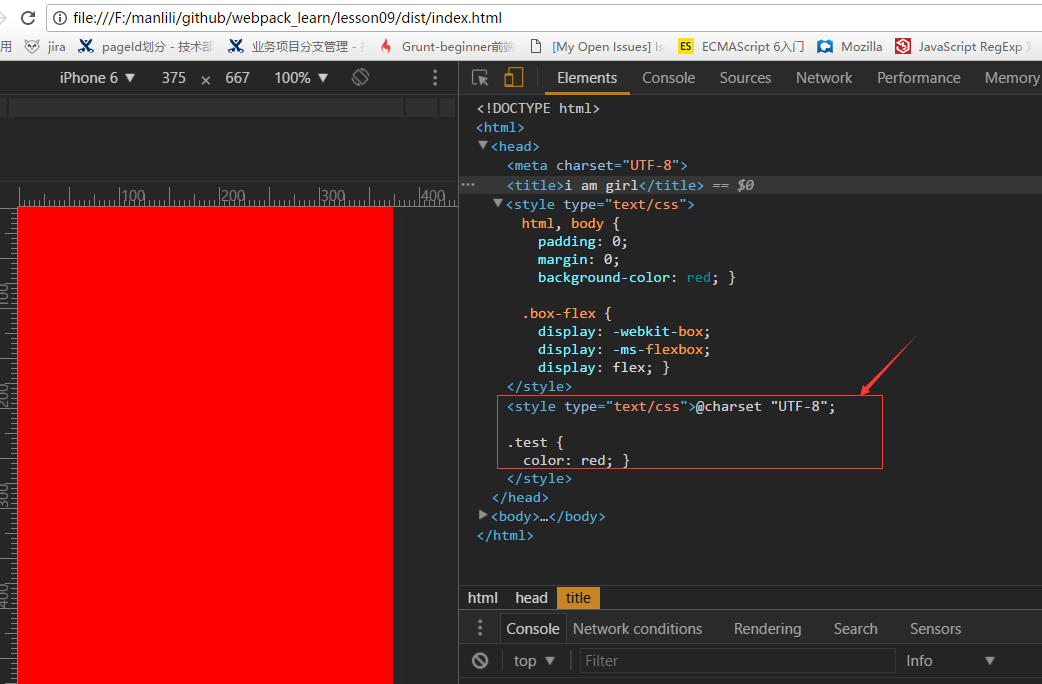 file:///F:/manlili/github/webpack_learn/lesson09/dist/index.html
用 jira pageId划分 - 技术部 业务项目分支管理 - Grunt-beginner前端 [My Open Issues] Is ES ECMAScript 6入门 Mozilla JavaScript RegExp
iPhone 6 ▼ 375 × 667 100% ▼ Elements Console Sources Network Performance Memory
<!DOCTYPE html>
<html>
▼<head>
<meta charset="UTF-8">
… <title>i am girl</title> == $0
▼<style type="text/css">
html, body {
padding: 0;
margin: 0;
background-color: red; }
.box-flex {
display: -webkit-box;
display: -ms-flexbox;
display: flex; }
</style>
<style type="text/css">@charset "UTF-8";
.test {
color: red; }
</style>
</head>
▶<body>…</body>
</html>
100 200 300 400
100
200
300
400
html head title
Console Network conditions Rendering Search Sensors
top ▼ Filter Info ▼